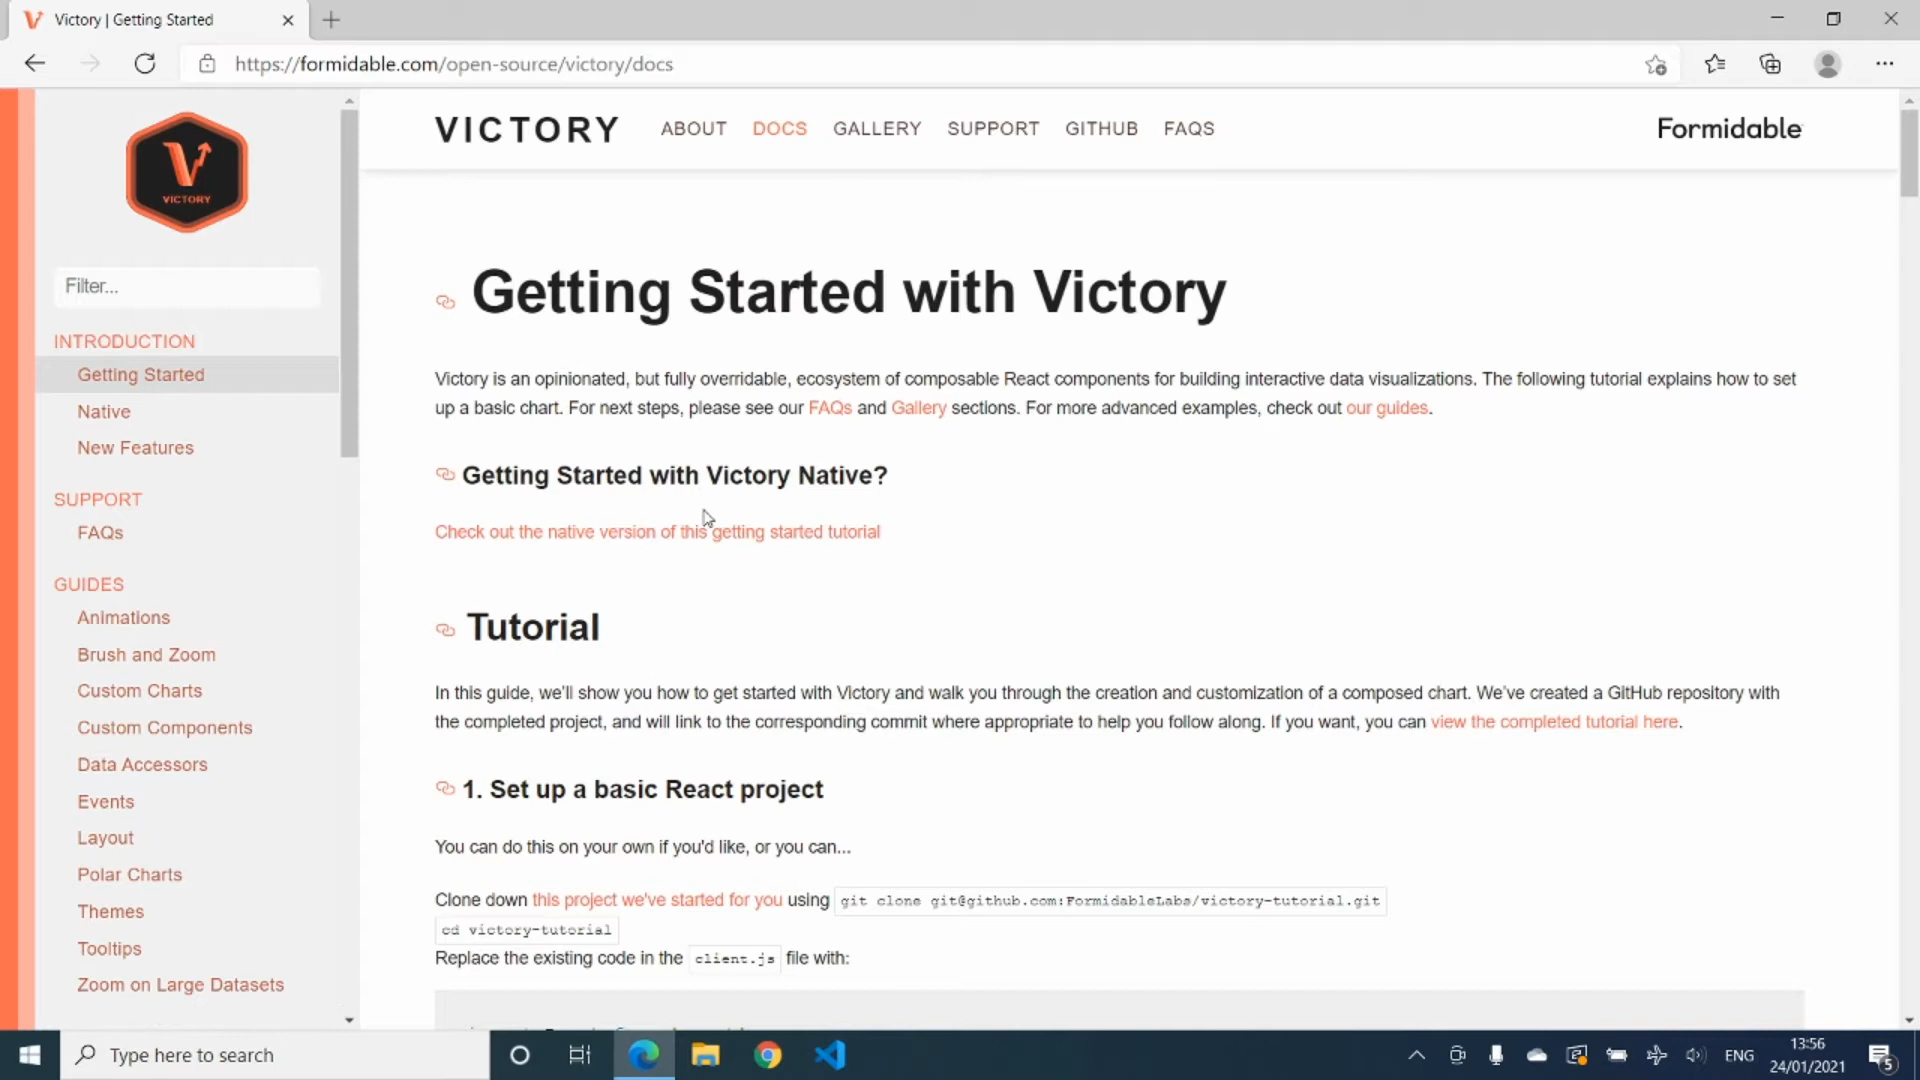 Victory | Getting Started
https://formidable.com/open-source/victory/docs
VICTORY
Filter...
INTRODUCTION
Getting Started
Native
New Features
SUPPORT
FAQs
GUIDES
Animations
Brush and Zoom
Custom Charts
Custom Components
Data Accessors
Events
Layout
Polar Charts
Themes
Tooltips
Zoom on Large Datasets
VICTORY ABOUT DOCS GALLERY SUPPORT GITHUB FAQS Formidable
Getting Started with Victory
Victory is an opinionated, but fully overridable, ecosystem of composable React components for building interactive data visualizations. The following tutorial explains how to set
up a basic chart. For next steps, please see our FAQs and Gallery sections. For more advanced examples, check out our guides.
Getting Started with Victory Native?
Check out the native version of this getting started tutorial
Tutorial
In this guide, we'll show you how to get started with Victory and walk you through the creation and customization of a composed chart. We've created a GitHub repository with
the completed project, and will link to the corresponding commit where appropriate to help you follow along. If you want, you can view the completed tutorial here.
1. Set up a basic React project
You can do this on your own if you'd like, or you can...
Clone down this project we've started for you using git clone git@github.com:FormidableLabs/victory-tutorial.git
cd victory-tutorial
Replace the existing code in the client.js file with:
Type here to search
ENG
13:56
24/01/2021
5